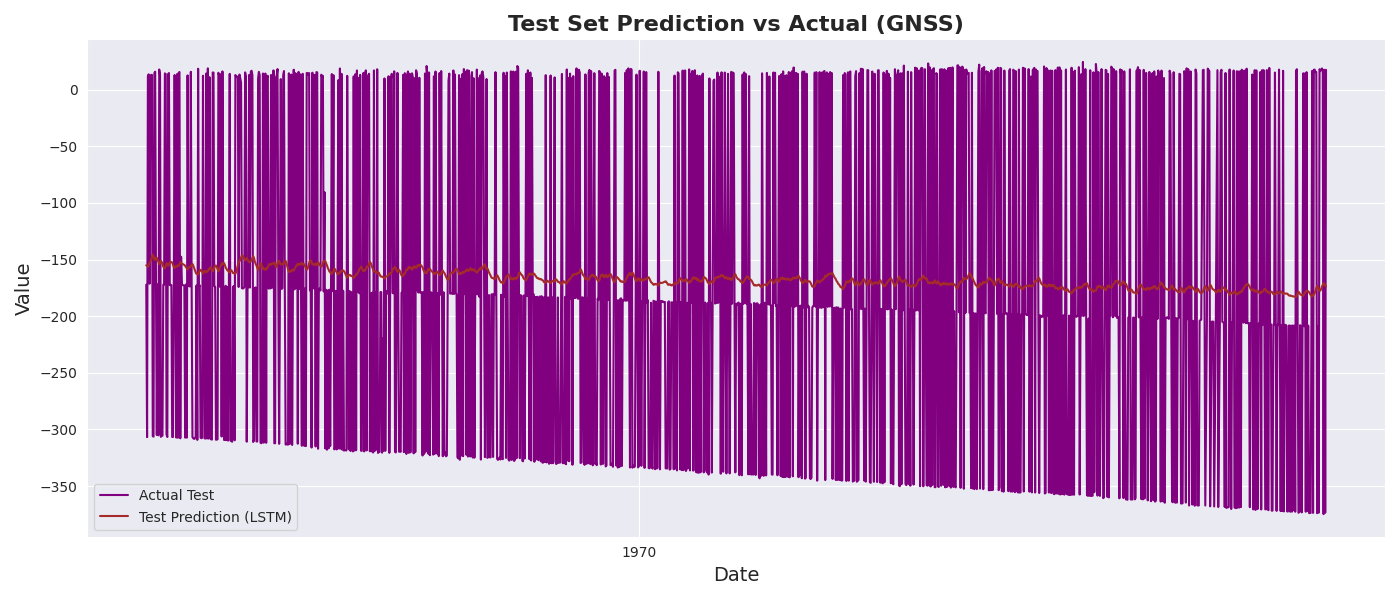 Test Set Prediction vs Actual (GNSS)
Value
0
−50
−100
−150
−200
−250
−300
−350
Actual Test
Test Prediction (LSTM)
1970
Date